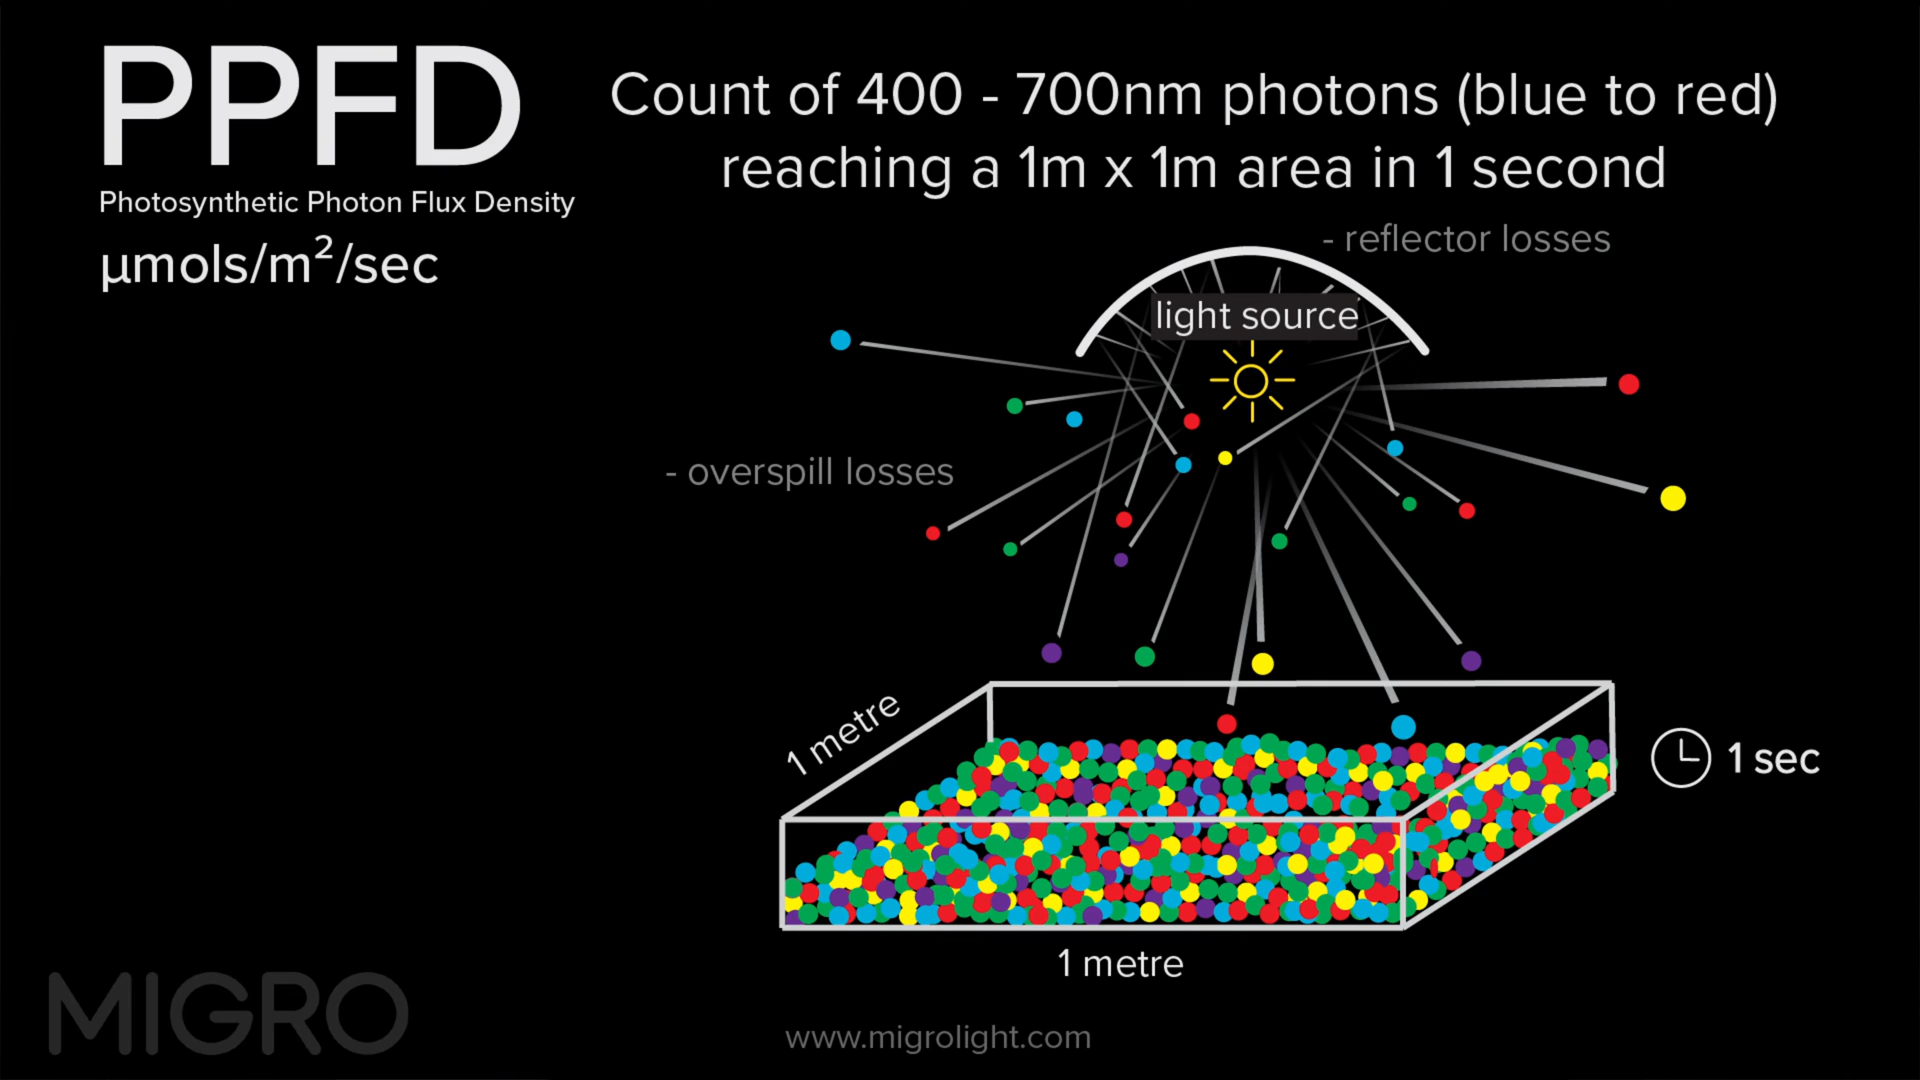 PPFD
Photosynthetic Photon Flux Density
µmols/m²/sec
Count of 400 - 700nm photons (blue to red)
reaching a 1m x 1m area in 1 second
- reflector losses
light source
- overspill losses
1 metre
1 sec
1 metre
MIGRO
www.migrolight.com